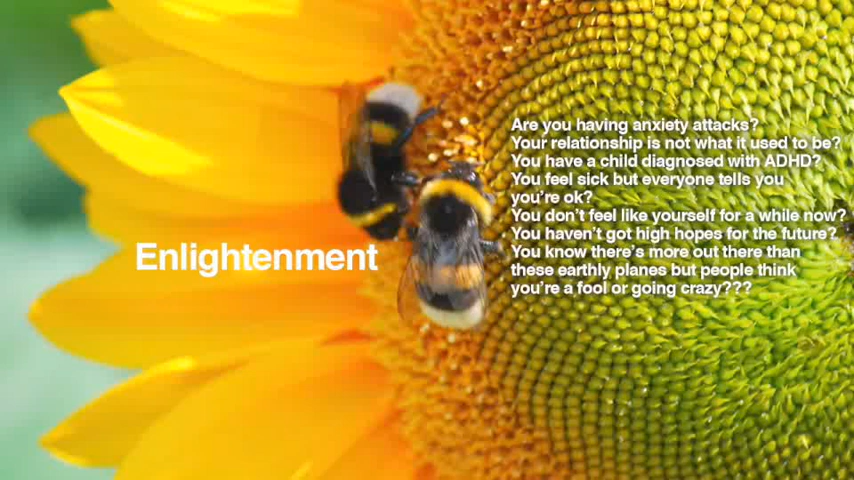 Enlightenment
Are you having anxiety attacks?
Your relationship is not what it used to be?
You have a child diagnosed with ADHD?
You feel sick but everyone tells you
you're ok?
You don't feel like yourself for a while now?
You haven't got high hopes for the future?
You know there's more out there than
these earthly planes but people think
you're a fool or going crazy???